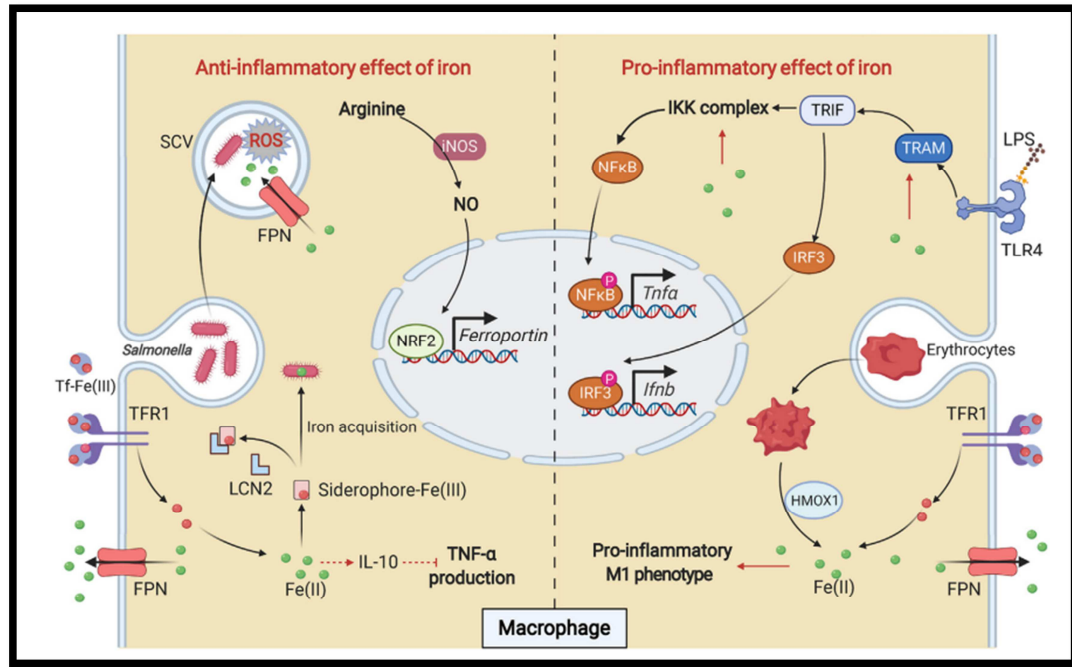 Anti-inflammatory effect of iron
Pro-inflammatory effect of iron
Arginine
iNOS
NO
SCV
ROS
FPN
IKK complex
TRIF
TRAM
LPS
NFκB
TLR4
IRF3
NRF2
Ferroportin
NFκB
P
Tnfa
IRF3
P
Ifnb
Salmonella
Erythrocytes
Tf-Fe(III)
TFR1
Iron acquisition
LCN2
Siderophore-Fe(III)
TFR1
HMOX1
FPN
Fe(II)
IL-10
TNF-α
production
Pro-inflammatory
M1 phenotype
Fe(II)
FPN
Macrophage